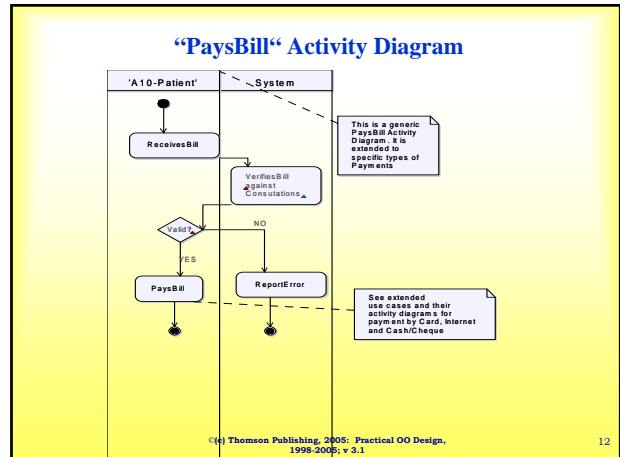 “PaysBill“ Activity Diagram
'A10-Patient'
System
This is a generic
PaysBill Activity
Diagram. It is
extended to
specific types of
Payments
ReceivesBill
VerifiesBill
against
Consutations
Valid?
NO
YES
PaysBill
ReportError
See extended
use cases and their
activity diagrams for
payment by Card, Internet
and Cash/Cheque
©(c) Thomson Publishing, 2005: Practical OO Design,
1998-2005; v 3.1
12